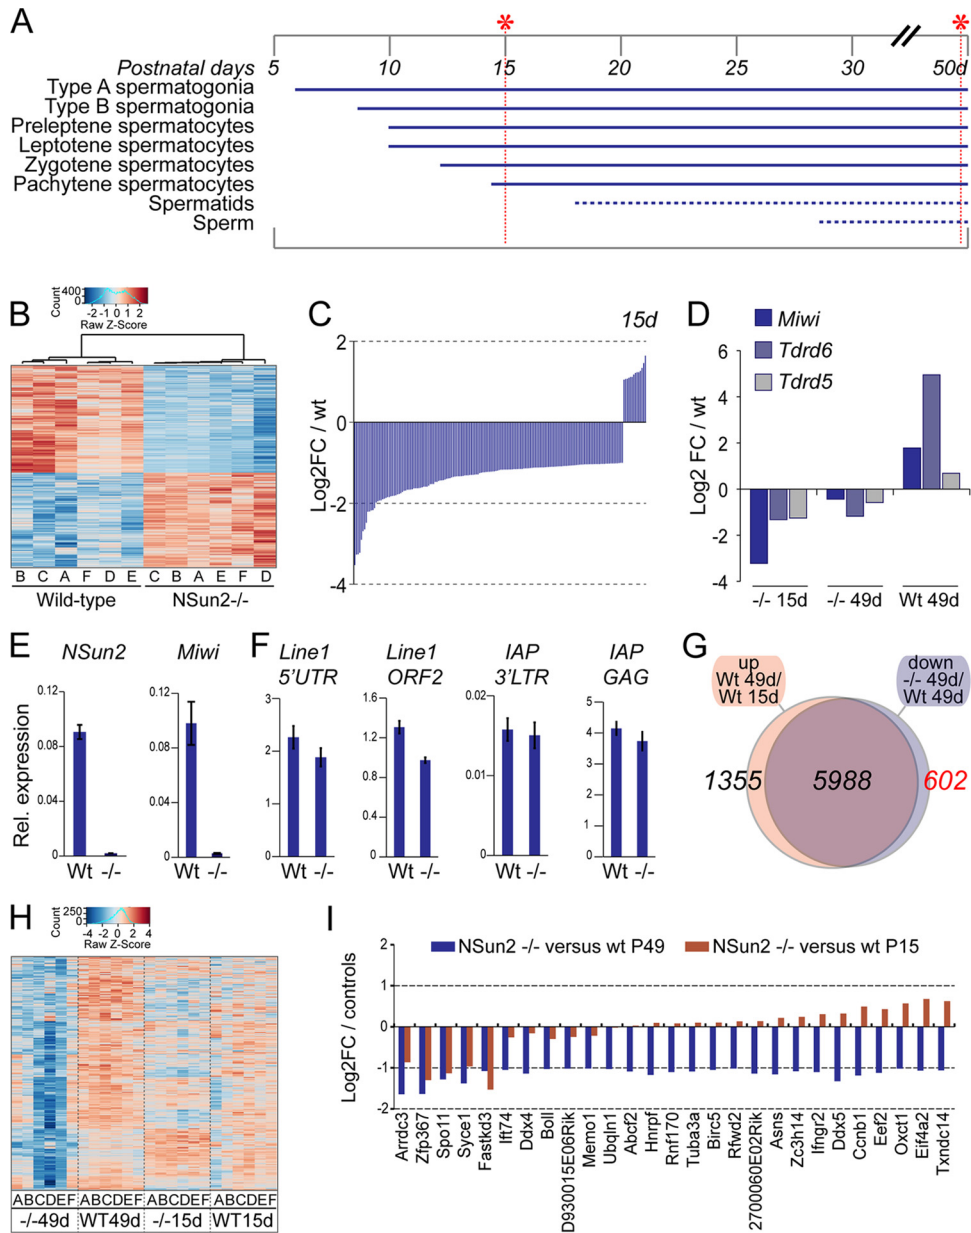 A
*
*
Postnatal days
5
10
15
20
25
30
50d
Type A spermatogonia
Type B spermatogonia
Preleptene spermatocytes
Leptotene spermatocytes
Zygotene spermatocytes
Pachytene spermatocytes
Spermatids
Sperm
B
Count
400
0
-2 -1 0 1 2
Raw Z-Score
B C A F D E C B A E F D
Wild-type
NSun2-/-
C
15d
Log2FC / wt
2
0
-2
-4
D
Miwi
Tdrd6
Tdrd5
Log2 FC / wt
6
4
2
0
-2
-4
-/- 15d
-/- 49d
Wt 49d
E
NSun2
Rel. expression
0.12
0.08
0.04
0
Wt -/-
Miwi
0.12
0.08
0.04
0
Wt -/-
F
Line1
5'UTR
3
2
1
0
Wt -/-
Line1
ORF2
1.6
1.2
0.8
0.4
0
Wt -/-
IAP
3'LTR
0.02
0.01
0
Wt -/-
IAP
GAG
5
4
3
2
1
0
Wt -/-
G
up
Wt 49d/
Wt 15d
down
-/- 49d/
Wt 49d
1355
5988
602
H
Count
250
0
-4 -2 0 2 4
Raw Z-Score
ABCDEF ABCDEF ABCDEF ABCDEF
-/-49d
WT49d
-/-15d
WT15d
I
NSun2 -/- versus wt P49
NSun2 -/- versus wt P15
Log2FC / controls
2
1
0
-1
-2
Arrdc3
Zfp367
Spo11
Syce1
Fastkd3
Ift74
Ddx4
Boll
D930015E06Rik
Memo1
Ubqln1
Abcf2
Hnrpf
Rnf170
Tuba3a
Birc5
Rfwd2
2700060E02Rik
Asns
Zc3h14
Ifngr2
Ddx5
Ccnb1
Eef2
Oxct1
Eif4a2
Txndc14